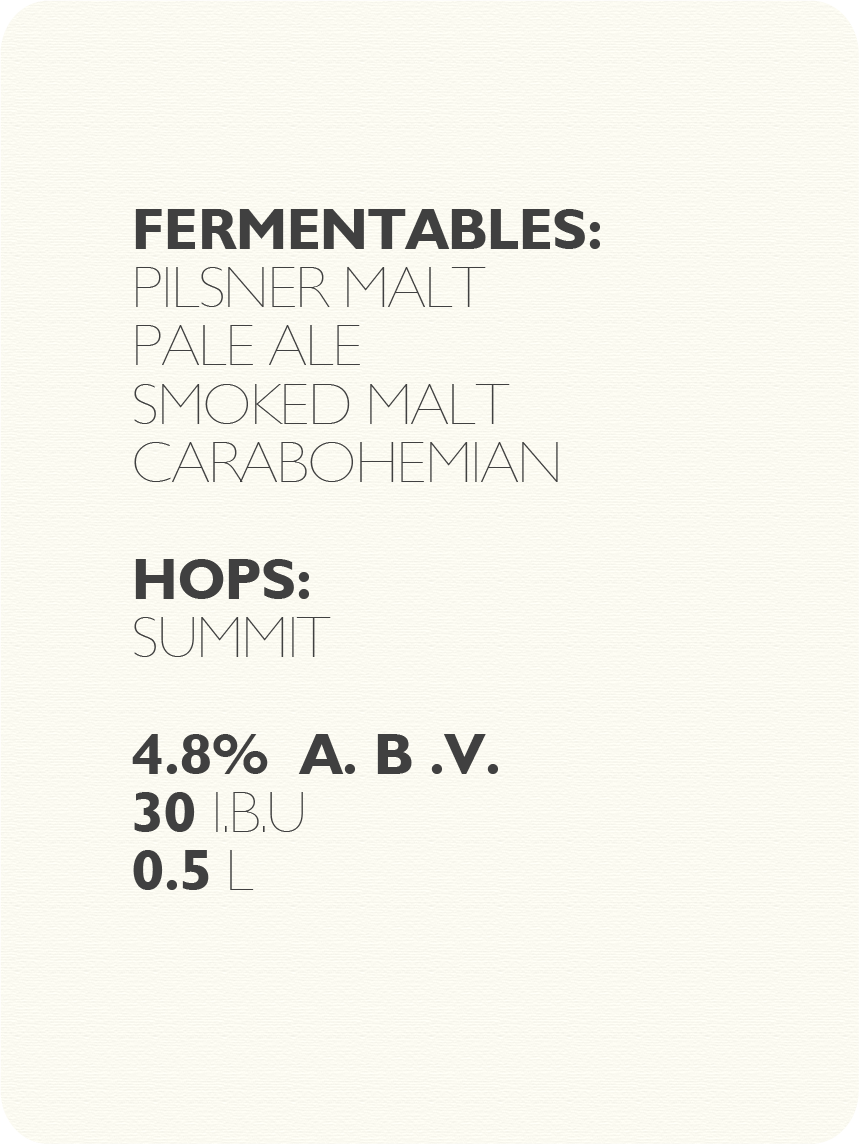 FERMENTABLES:
PILSNER MALT
PALE ALE
SMOKED MALT
CARABOHEMIAN
HOPS:
SUMMIT
4.8% A. B .V.
30 I.B.U
0.5 L